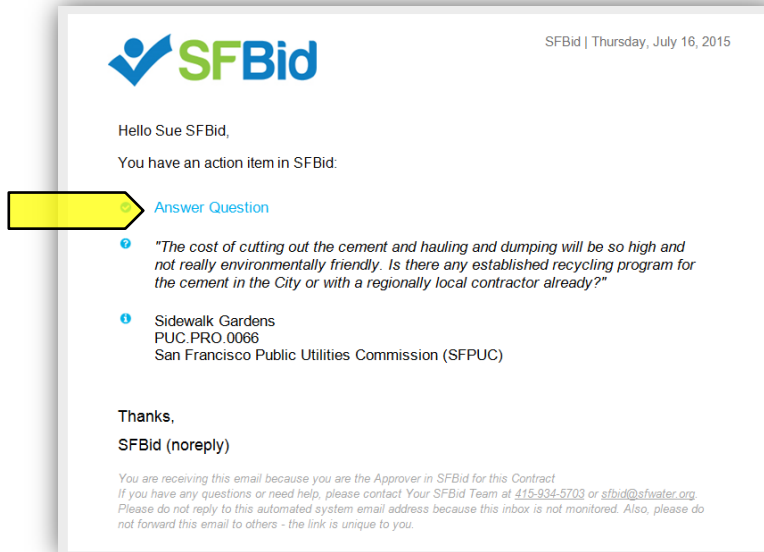 SFBid
SFBid | Thursday, July 16, 2015
Hello Sue SFBid,
You have an action item in SFBid:
Answer Question
"The cost of cutting out the cement and hauling and dumping will be so high and
not really environmentally friendly. Is there any established recycling program for
the cement in the City or with a regionally local contractor already?"
Sidewalk Gardens
PUC.PRO.0066
San Francisco Public Utilities Commission (SFPUC)
Thanks,
SFBid (noreply)
You are receiving this email because you are the Approver in SFBid for this Contract
If you have any questions or need help, please contact Your SFBid Team at 415-934-5703 or sfbid@sfwater.org.
Please do not reply to this automated system email address because this inbox is not monitored. Also, please do
not forward this email to others - the link is unique to you.